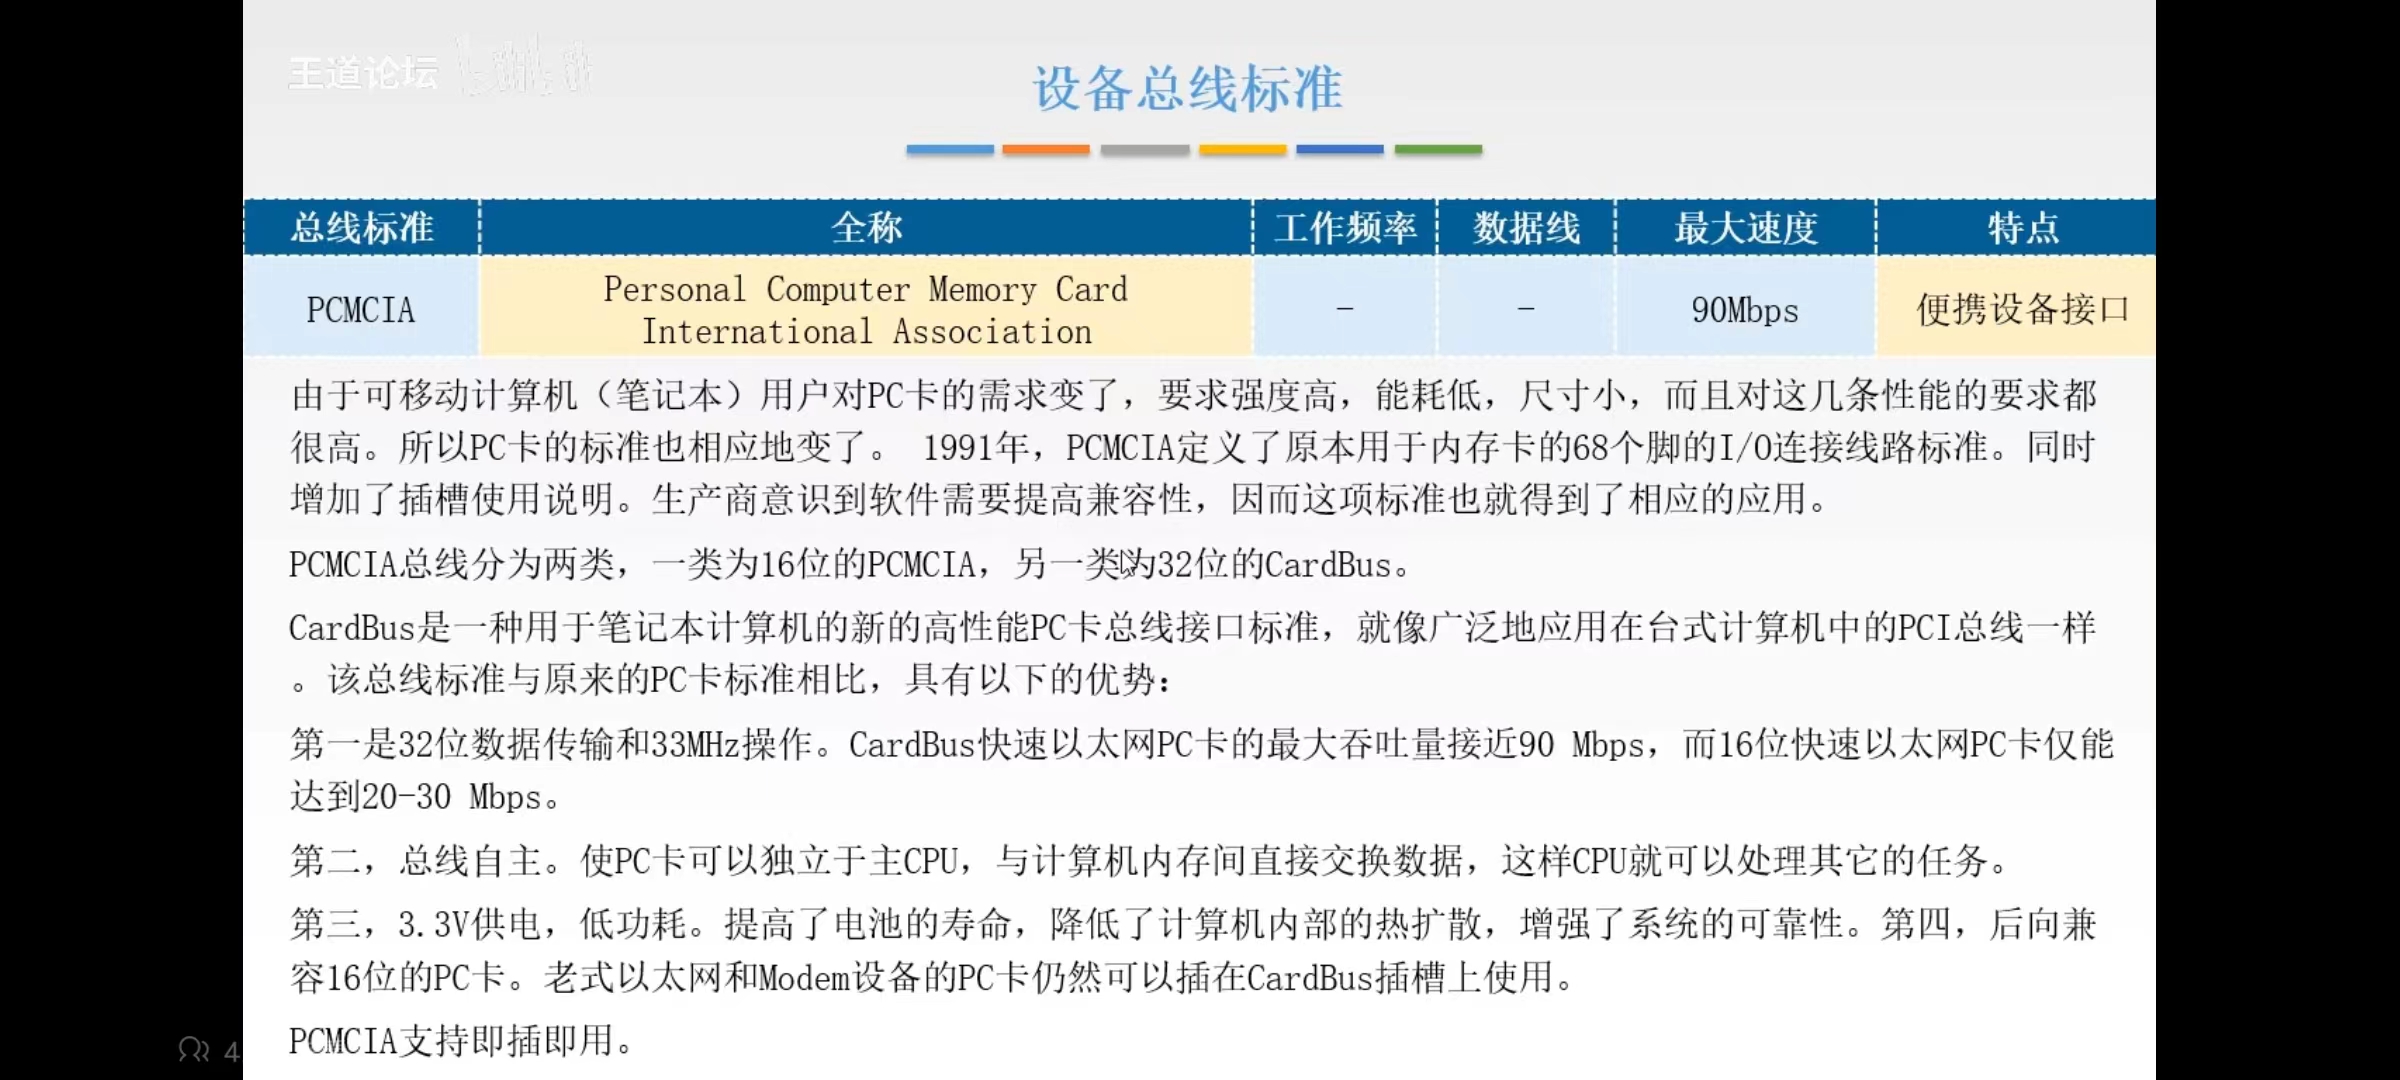 王道论坛
设备总线标准
总线标准 全称 工作频率 数据线 最大速度 特点
PCMCIA Personal Computer Memory Card International Association - - 90Mbps 便携设备接口
由于可移动计算机（笔记本）用户对PC卡的需求变了，要求强度高，能耗低，尺寸小，而且对这几条性能的要求都
很高。所以PC卡的标准也相应地变了。 1991年，PCMCIA定义了原本用于内存卡的68个脚的I/O连接线路标准。同时
增加了插槽使用说明。生产商意识到软件需要提高兼容性，因而这项标准也就得到了相应的应用。
PCMCIA总线分为两类，一类为16位的PCMCIA，另一类为32位的CardBus。
CardBus是一种用于笔记本计算机的新的高性能PC卡总线接口标准，就像广泛地应用在台式计算机中的PCI总线一样
。该总线标准与原来的PC卡标准相比，具有以下的优势：
第一是32位数据传输和33MHz操作。CardBus快速以太网PC卡的最大吞吐量接近90 Mbps，而16位快速以太网PC卡仅能
达到20-30 Mbps。
第二，总线自主。使PC卡可以独立于主CPU，与计算机内存间直接交换数据，这样CPU就可以处理其它的任务。
第三，3.3V供电，低功耗。提高了电池的寿命，降低了计算机内部的热扩散，增强了系统的可靠性。第四，后向兼
容16位的PC卡。老式以太网和Modem设备的PC卡仍然可以插在CardBus插槽上使用。
PCMCIA支持即插即用。
4